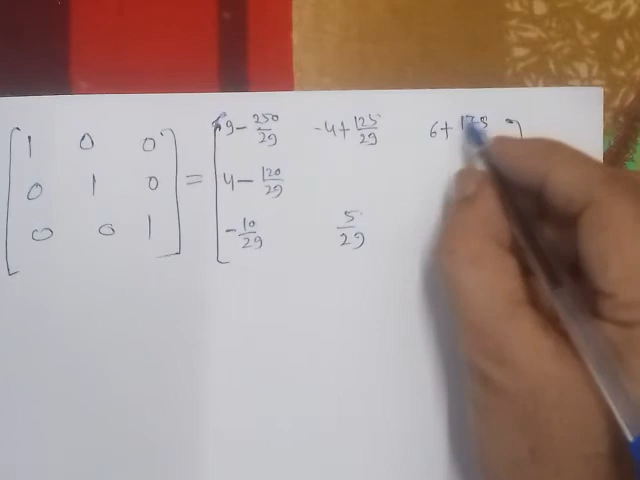 [1 0 0] = [9 - 250/29 -4 + 125/29 6 + 175]
[0 1 0] [4 - 120/29]
[0 0 1] [-10/29 5/29]